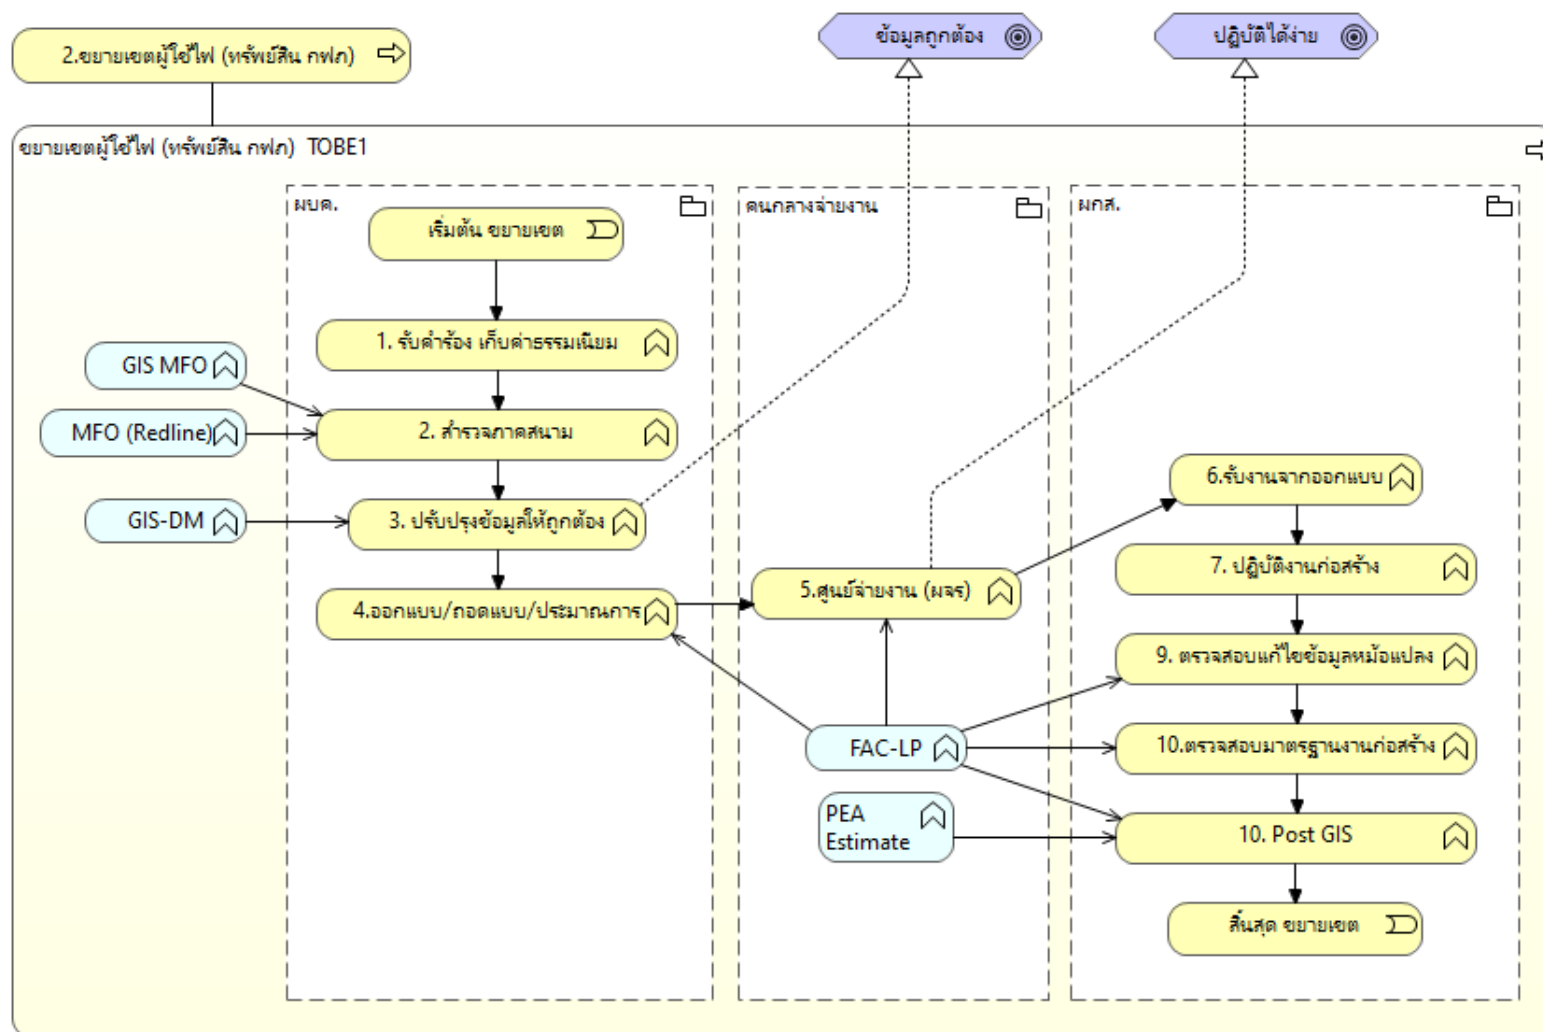 ข้อมูลถูกต้อง
ปฏิบัติได้ง่าย
2.ขยายเขตผู้ใช้ไฟ (ทรัพย์สิน กฟภ)
ขยายเขตผู้ใช้ไฟ (ทรัพย์สิน กฟภ) TOBE1
ผบค.
คนกลางจ่ายงาน
ผกส.
เริ่มต้น ขยายเขต
1. รับคำร้อง เก็บค่าธรรมเนียม
GIS MFO
MFO (Redline)
2. สำรวจภาคสนาม
6.รับงานจากออกแบบ
GIS-DM
3. ปรับปรุงข้อมูลให้ถูกต้อง
7. ปฏิบัติงานก่อสร้าง
5.ศูนย์จ่ายงาน (ผจร)
4.ออกแบบ/ถอดแบบ/ประมาณการ
9. ตรวจสอบแก้ไขข้อมูลหม้อแปลง
FAC-LP
10.ตรวจสอบมาตรฐานงานก่อสร้าง
PEA
Estimate
10. Post GIS
สิ้นสุด ขยายเขต